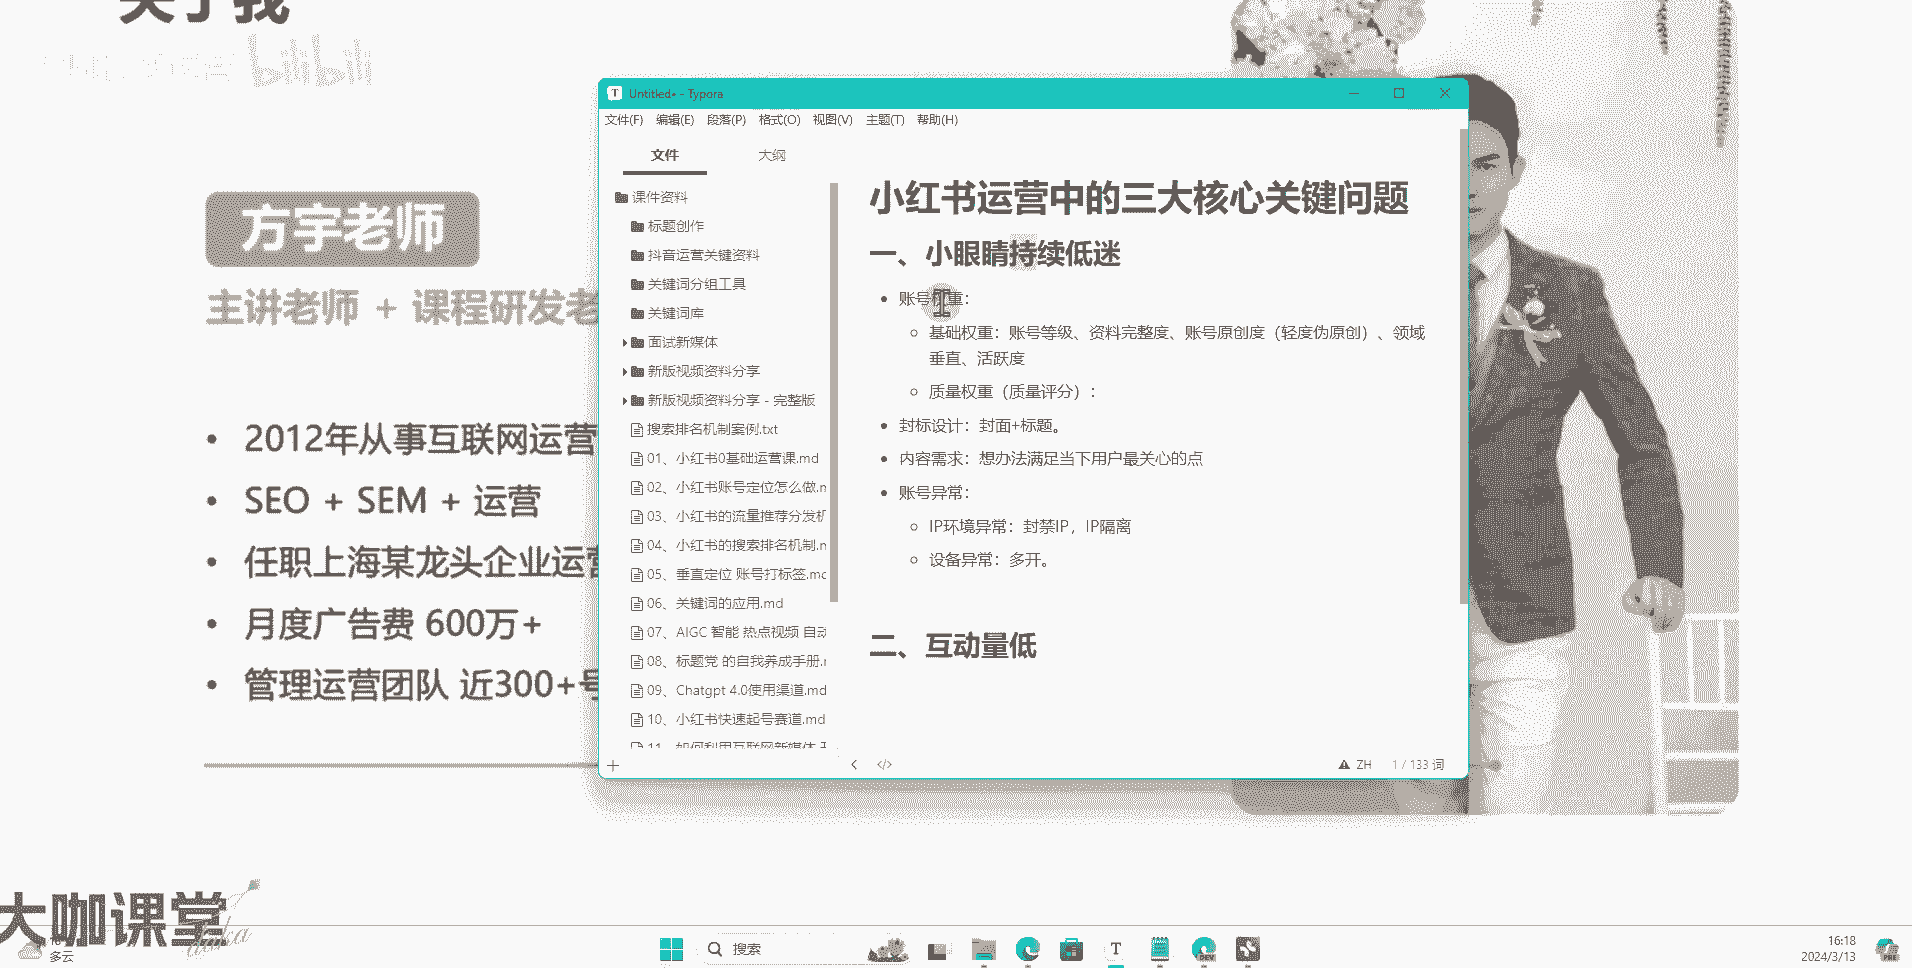 关于我
bilibili
方宇老师
主讲老师 + 课程研发老
2012年从事互联网运营
SEO + SEM + 运营
任职上海某龙头企业运营
月度广告费 600万+
管理运营团队 近300+号
Untitled• - Typora
文件(F) 编辑(E) 段落(P) 格式(O) 视图(V) 主题(T) 帮助(H)
文件 大纲
课件资料
标题创作
抖音运营关键资料
关键词分组工具
关键词库
面试新媒体
新版视频资料分享
新版视频资料分享 - 完整版
搜索排名机制案例.txt
01、小红书0基础运营课.md
02、小红书账号定位怎么做.m
03、小红书的流量推荐分发机
04、小红书的搜索排名机制.m
05、垂直定位 账号打标签.md
06、关键词的应用.md
07、AIGC 智能 热点视频 自动
08、标题党 的自我养成手册.
09、Chatgpt 4.0使用渠道.md
10、小红书快速起号赛道.md
11、如何利用互联网新媒体
小红书运营中的三大核心关键问题
一、小眼睛持续低迷
账号权重：
基础权重：账号等级、资料完整度、账号原创度（轻度伪原创）、领域
垂直、活跃度
质量权重（质量评分）：
封标设计：封面+标题。
内容需求：想办法满足当下用户最关心的点
账号异常：
IP环境异常：封禁IP，IP隔离
设备异常：多开。
二、互动量低
</> ZH 1 / 133 词
大咖课堂
daka
多云
搜索
T
DEV
16:18
2024/3/13
PRE